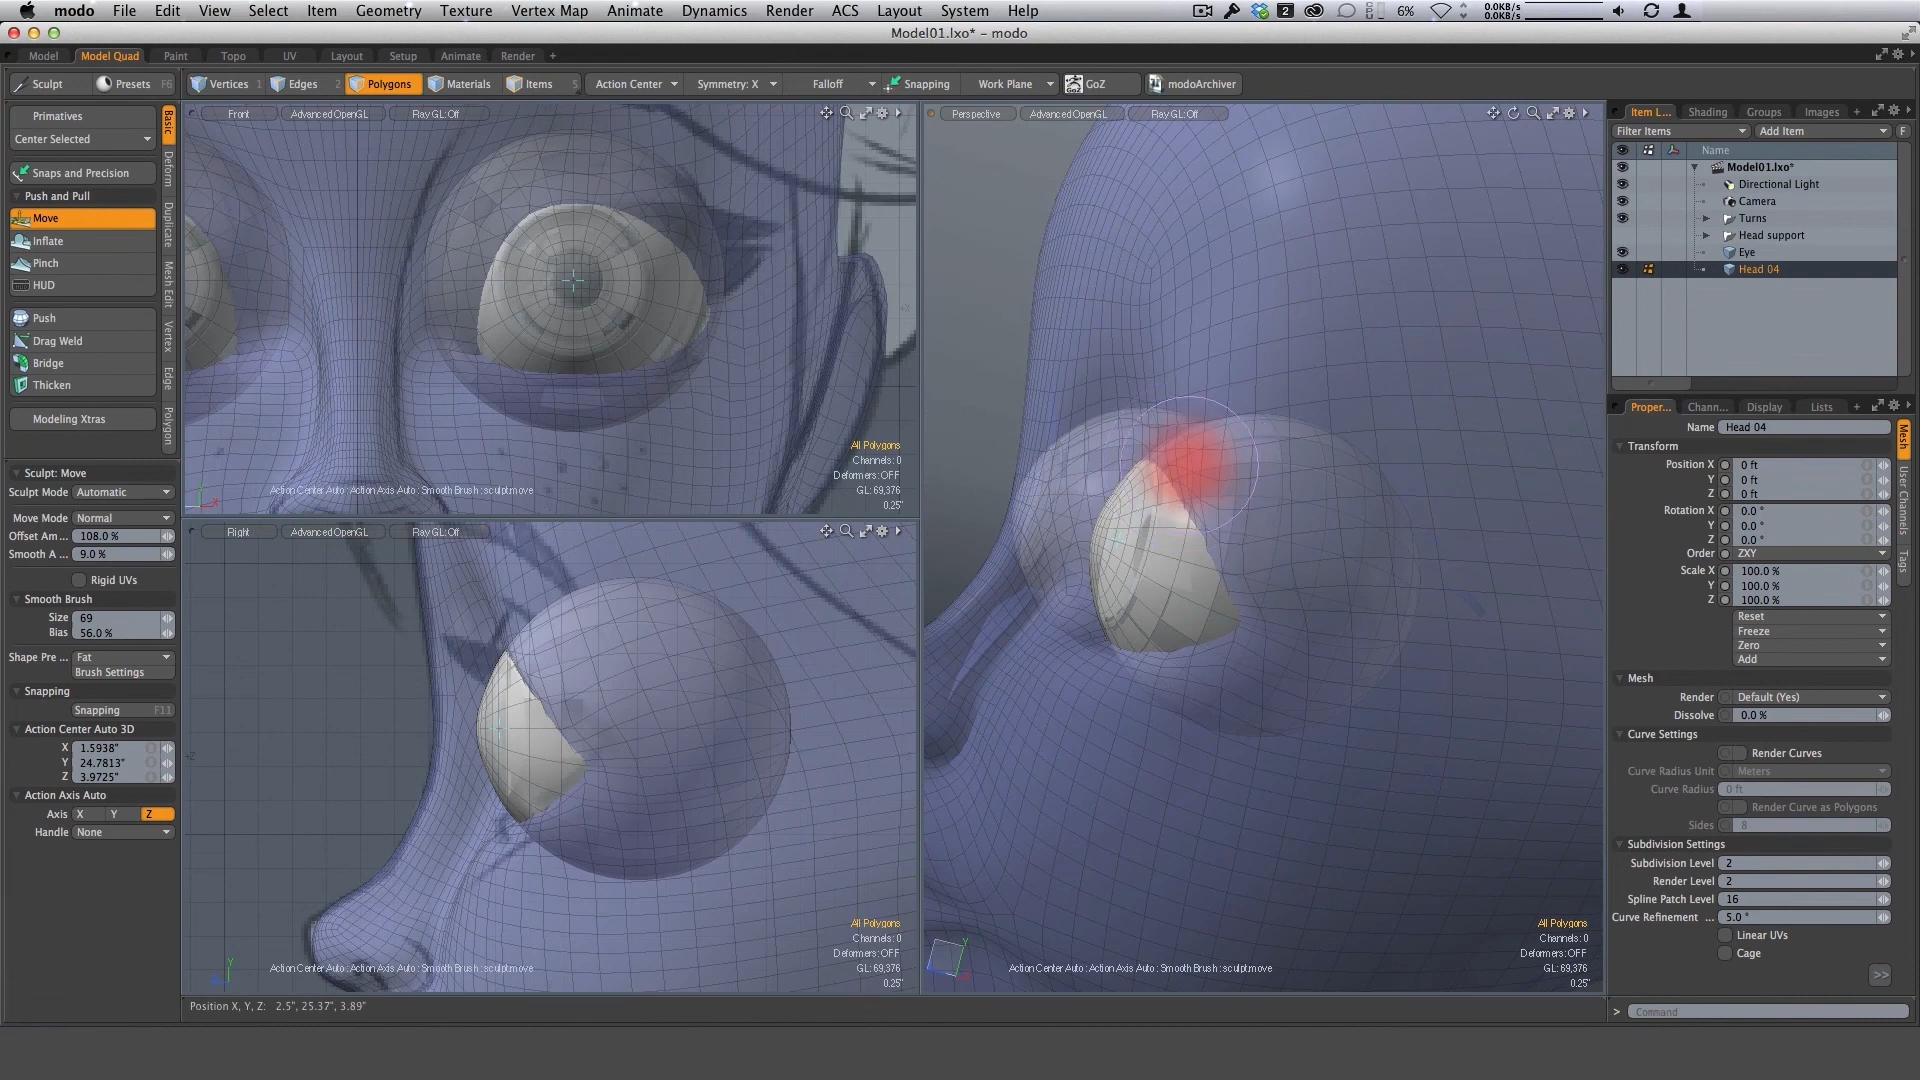 modo File Edit View Select Item Geometry Texture Vertex Map Animate Dynamics Render ACS Layout System Help
2 6% 0.0KB/s
0.0KB/s
Model01.lxo* – modo
Model Model Quad Paint Topo UV Layout Setup Animate Render +
Sculpt Presets F6 Vertices 1 Edges 2 Polygons Materials Items 5 Action Center Symmetry: X Falloff Snapping Work Plane GoZ modoArchiver
Primatives
Center Selected
Snaps and Precision
Push and Pull
Move
Inflate
Pinch
HUD
Push
Drag Weld
Bridge
Thicken
Modeling Xtras
Basic
Deform
Duplicate
Mesh Edit
Vertex
Edge
Polygon
Sculpt: Move
Sculpt Mode Automatic
Move Mode Normal
Offset Am ... 108.0 %
Smooth A ... 9.0 %
Rigid UVs
Smooth Brush
Size 69
Bias 56.0 %
Shape Pre ... Fat
Brush Settings
Snapping
Snapping F11
Action Center Auto 3D
X 1.5938"
Y 24.7813"
Z 3.9725"
Action Axis Auto
Axis X Y Z
Handle None
Front Advanced OpenGL Ray GL: Off
All Polygons
Channels: 0
Deformers: OFF
GL: 69,376
0.25"
Action Center Auto : Action Axis Auto : Smooth Brush : sculpt.move
Right Advanced OpenGL Ray GL: Off
All Polygons
Channels: 0
Deformers: OFF
GL: 69,376
0.25"
Action Center Auto : Action Axis Auto : Smooth Brush : sculpt.move
Perspective Advanced OpenGL Ray GL: Off
All Polygons
Channels: 0
Deformers: OFF
GL: 69,376
0.25"
Action Center Auto : Action Axis Auto : Smooth Brush : sculpt.move
Position X, Y, Z: 2.5", 25.37", 3.89"
Item L... Shading Groups Images +
Filter Items Add Item F
Name
Model01.lxo*
Directional Light
Camera
Turns
Head support
Eye
Head 04
Proper... Chann... Display Lists +
Name Head 04
Transform
Position X 0 ft
Y 0 ft
Z 0 ft
Rotation X 0.0 °
Y 0.0 °
Z 0.0 °
Order ZXY
Scale X 100.0 %
Y 100.0 %
Z 100.0 %
Reset
Freeze
Zero
Add
Mesh
Render Default (Yes)
Dissolve 0.0 %
Curve Settings
Render Curves
Curve Radius Unit Meters
Curve Radius 0 ft
Render Curve as Polygons
Sides 8
Subdivision Settings
Subdivision Level 2
Render Level 2
Spline Patch Level 16
Curve Refinement ... 5.0 °
Linear UVs
Cage
>>
Mesh
User Channels
Tags
> Command